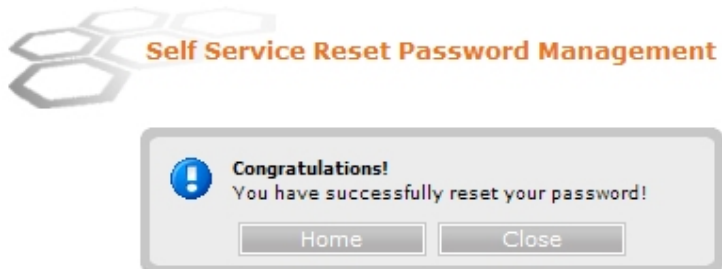 Self Service Reset Password Management
Congratulations!
You have successfully reset your password!
Home Close